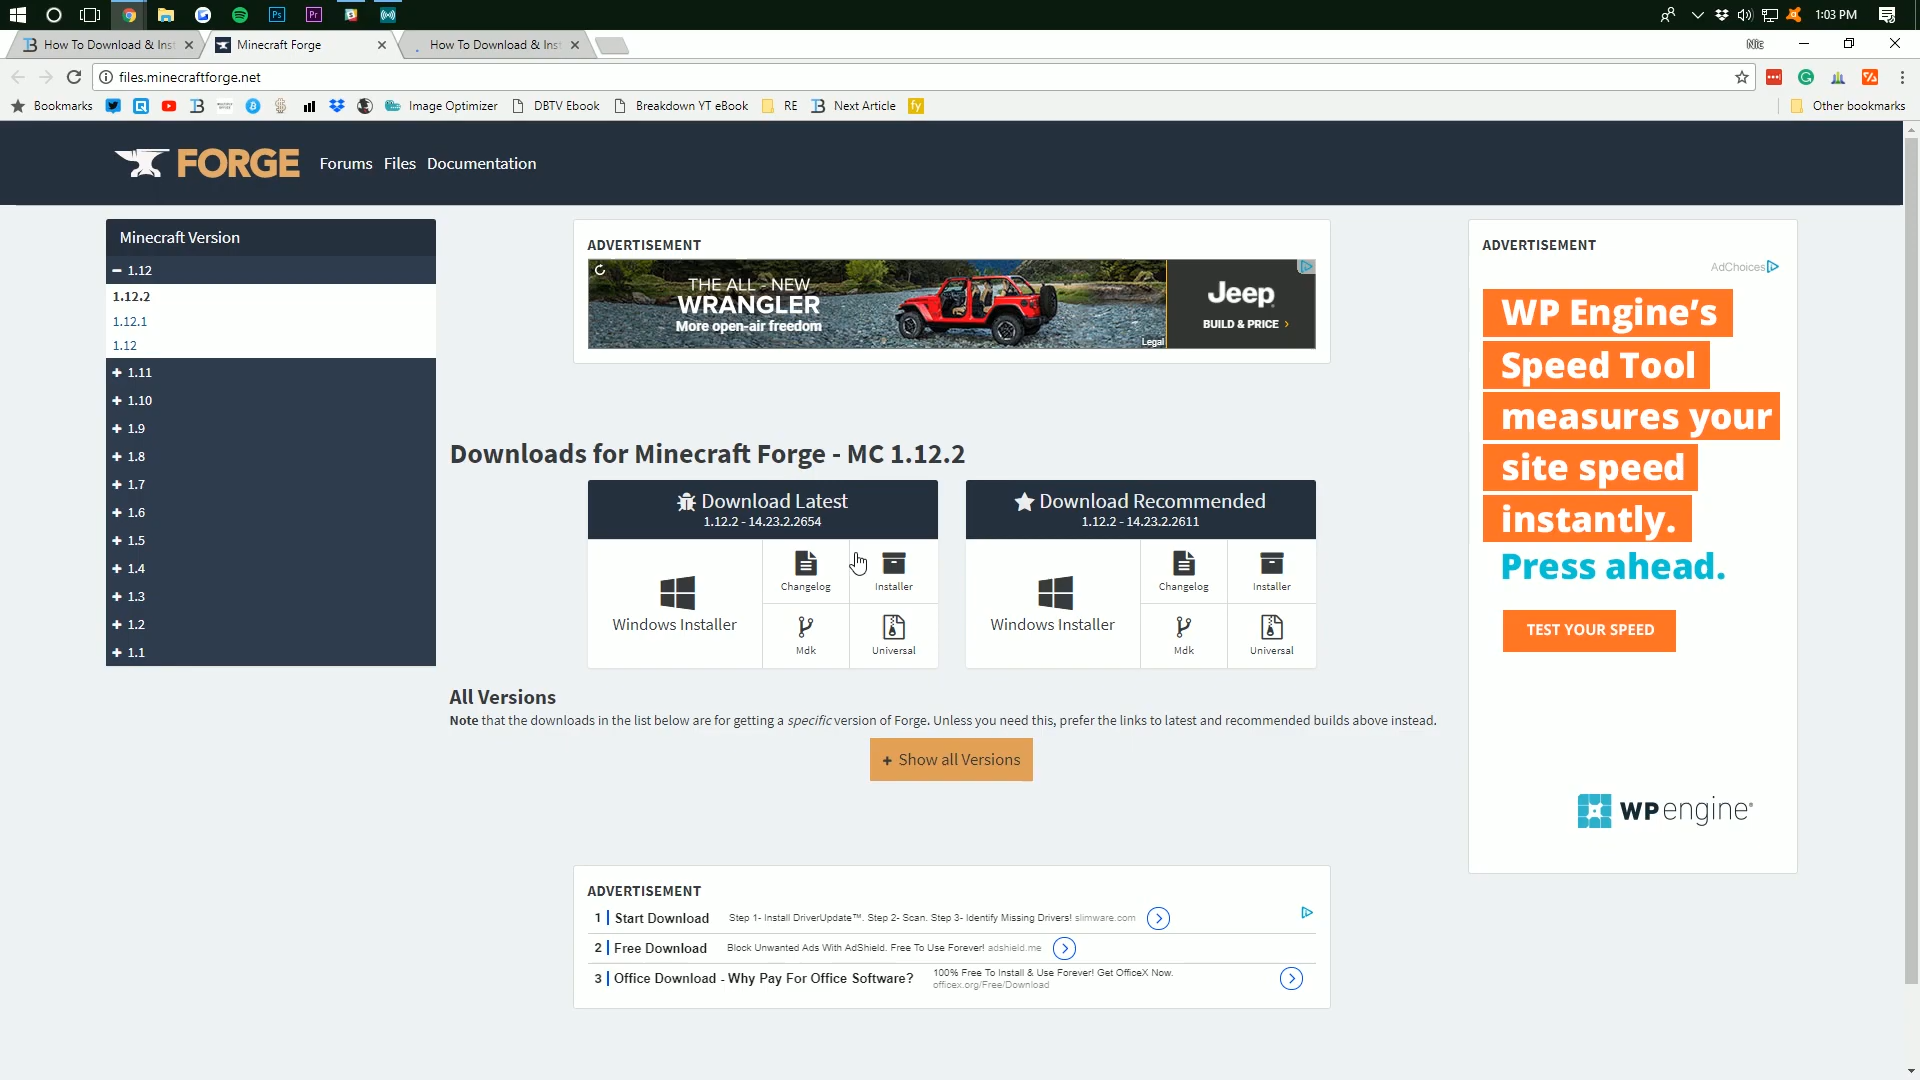 1:03 PM
How To Download & Inst
Minecraft Forge
How To Download & Inst
Nic
files.minecraftforge.net
Bookmarks
Image Optimizer
DBTV Ebook
Breakdown YT eBook
RE
Next Article
fy
Other bookmarks
FORGE
Forums
Files
Documentation
Minecraft Version
1.12
1.12.2
1.12.1
1.12
1.11
1.10
1.9
1.8
1.7
1.6
1.5
1.4
1.3
1.2
1.1
ADVERTISEMENT
THE ALL - NEW
WRANGLER
More open-air freedom
Legal
Jeep
BUILD & PRICE
Downloads for Minecraft Forge - MC 1.12.2
Download Latest
1.12.2 - 14.23.2.2654
Windows Installer
Changelog
Installer
Mdk
Universal
Download Recommended
1.12.2 - 14.23.2.2611
Windows Installer
Changelog
Installer
Mdk
Universal
All Versions
Note that the downloads in the list below are for getting a specific version of Forge. Unless you need this, prefer the links to latest and recommended builds above instead.
+ Show all Versions
ADVERTISEMENT
1 Start Download Step 1- Install DriverUpdate™. Step 2- Scan. Step 3- Identify Missing Drivers! slimware.com
2 Free Download Block Unwanted Ads With AdShield. Free To Use Forever! adshield.me
3 Office Download - Why Pay For Office Software? 100% Free To Install & Use Forever! Get OfficeX Now.
officex.org/Free/Download
ADVERTISEMENT
AdChoices
WP Engine's
Speed Tool
measures your
site speed
instantly.
Press ahead.
TEST YOUR SPEED
WP engine®